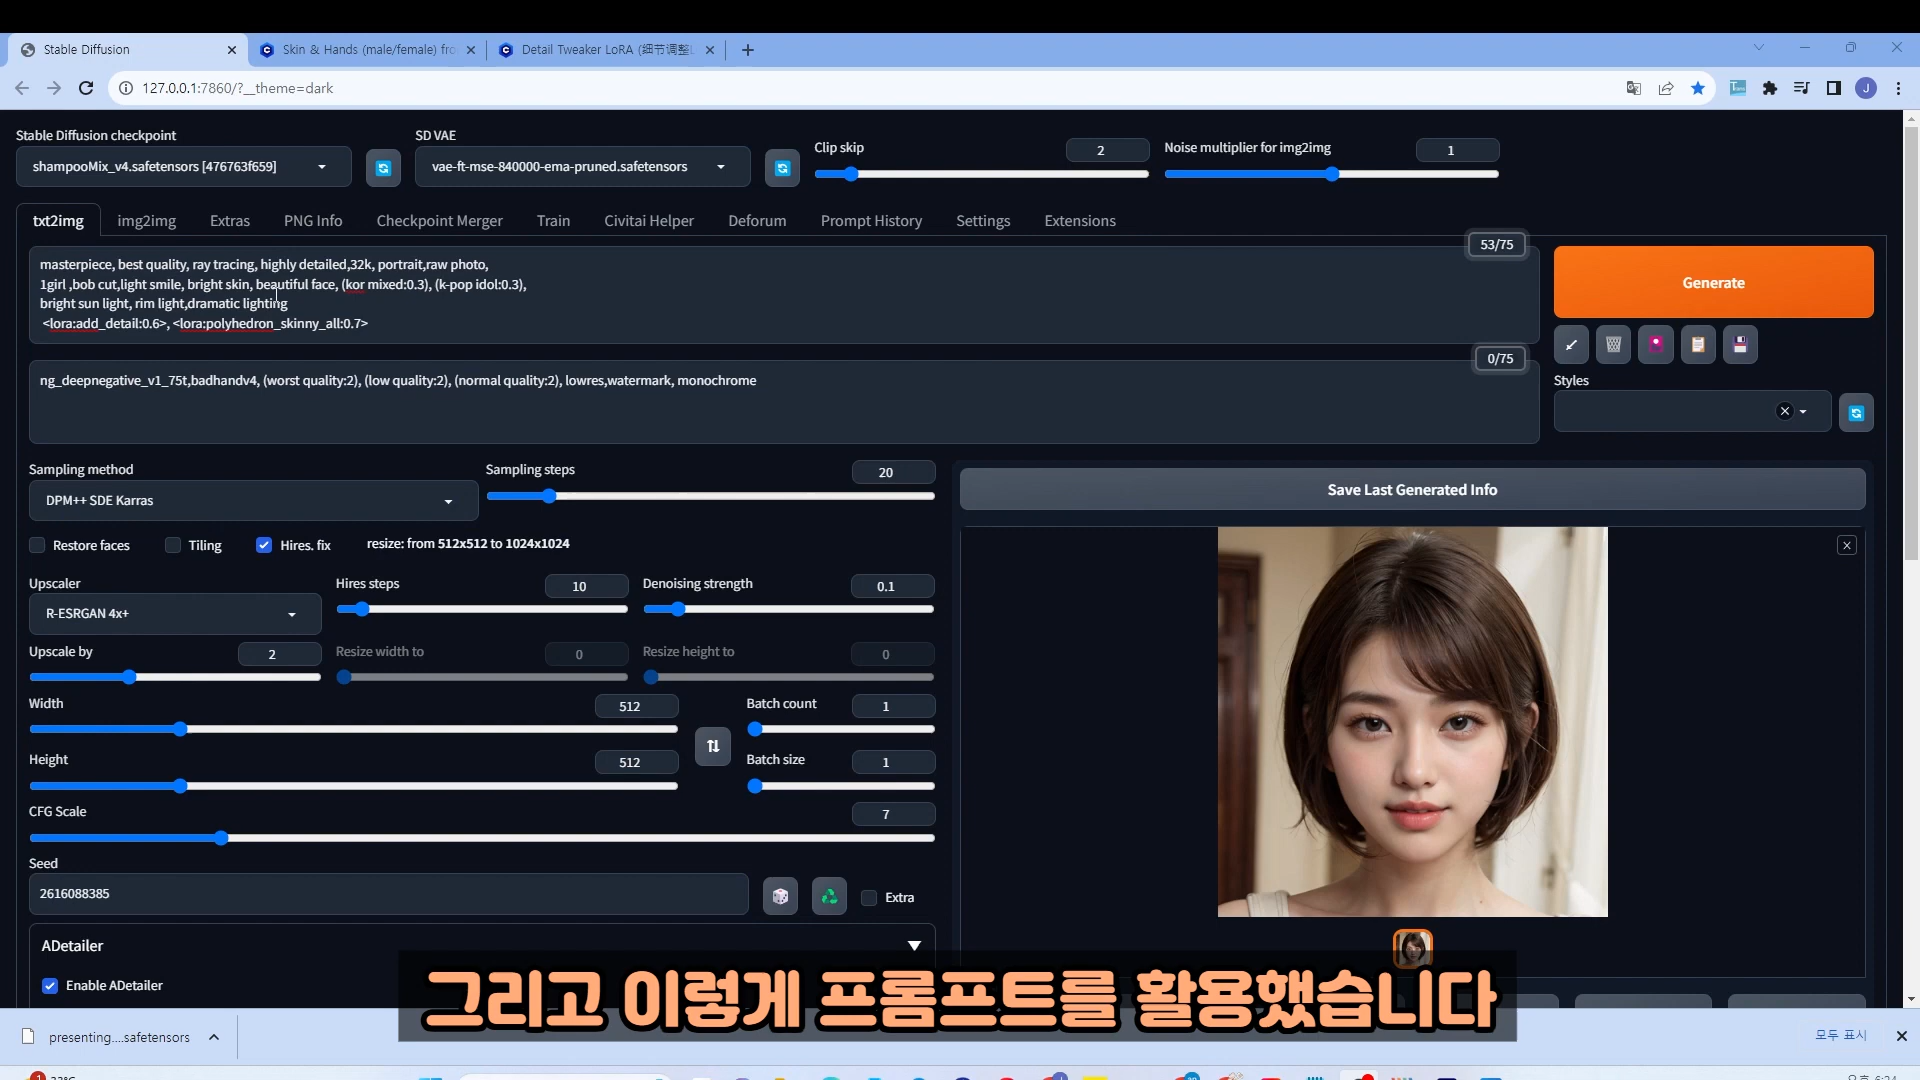 Stable Diffusion
Skin & Hands (male/female) fro
Detail Tweaker LoRA (细节调整L
127.0.0.1:7860/?__theme=dark
J
Stable Diffusion checkpoint
shampooMix_v4.safetensors [476763f659]
SD VAE
vae-ft-mse-840000-ema-pruned.safetensors
Clip skip
2
Noise multiplier for img2img
1
txt2img
img2img
Extras
PNG Info
Checkpoint Merger
Train
Civitai Helper
Deforum
Prompt History
Settings
Extensions
53/75
masterpiece, best quality, ray tracing, highly detailed,32k, portrait,raw photo,
1girl ,bob cut,light smile, bright skin, beautiful face, (kor mixed:0.3), (k-pop idol:0.3),
bright sun light, rim light,dramatic lighting
<lora:add_detail:0.6>, <lora:polyhedron_skinny_all:0.7>
Generate
0/75
ng_deepnegative_v1_75t,badhandv4, (worst quality:2), (low quality:2), (normal quality:2), lowres,watermark, monochrome
Styles
Sampling method
DPM++ SDE Karras
Sampling steps
20
Save Last Generated Info
Restore faces
Tiling
Hires. fix
resize: from 512x512 to 1024x1024
Upscaler
R-ESRGAN 4x+
Hires steps
10
Denoising strength
0.1
Upscale by
2
Resize width to
0
Resize height to
0
Width
512
Batch count
1
Height
512
Batch size
1
CFG Scale
7
Seed
2616088385
Extra
ADetailer
Enable ADetailer
그리고 이렇게 프롬프트를 활용했습니다
presenting....safetensors
모두 표시